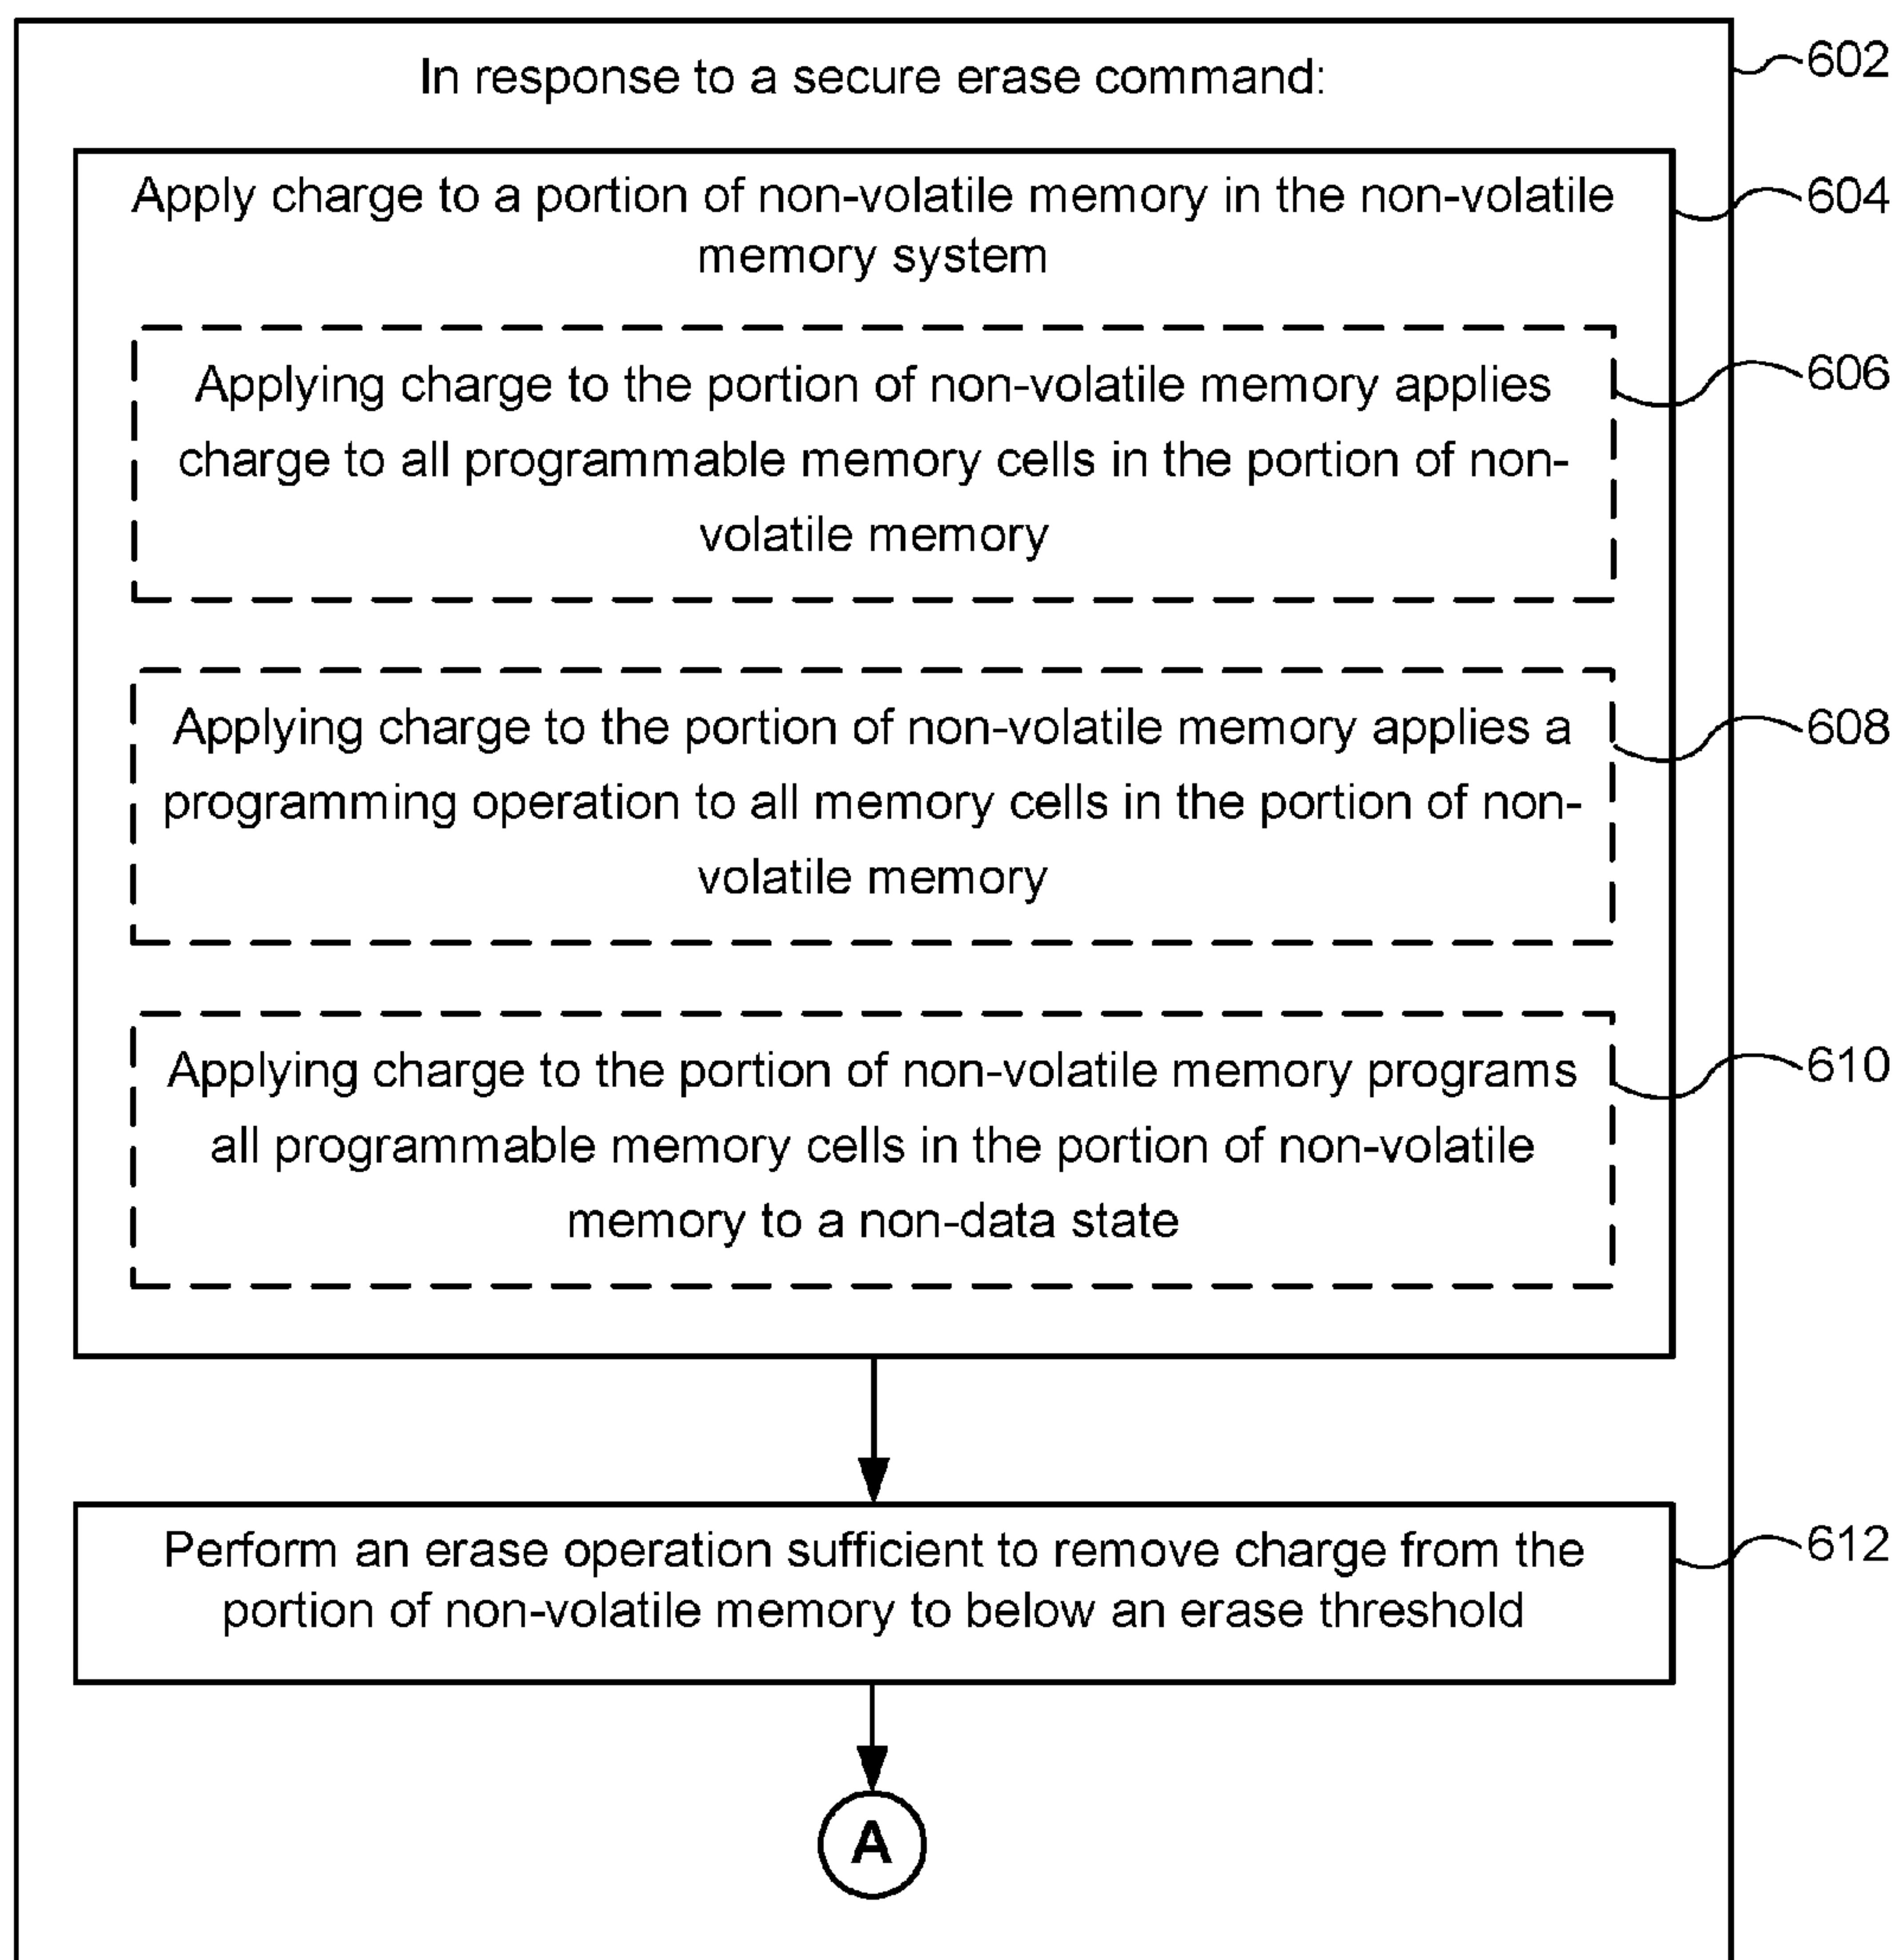 In response to a secure erase command:
602
Apply charge to a portion of non-volatile memory in the non-volatile
memory system
604
Applying charge to the portion of non-volatile memory applies
charge to all programmable memory cells in the portion of non-
volatile memory
606
Applying charge to the portion of non-volatile memory applies a
programming operation to all memory cells in the portion of non-
volatile memory
608
Applying charge to the portion of non-volatile memory programs
all programmable memory cells in the portion of non-volatile
memory to a non-data state
610
Perform an erase operation sufficient to remove charge from the
portion of non-volatile memory to below an erase threshold
612
A